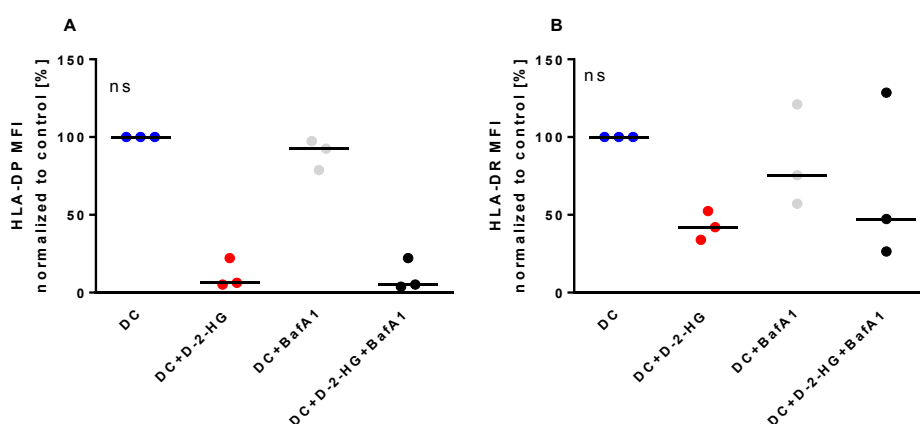 A
HLA-DP MFI
normalized to control [%]
150
100
50
0
ns
DC
DC+D-2-HG
DC+BafA1
DC+D-2-HG+BafA1
B
HLA-DR MFI
normalized to control [%]
150
100
50
0
ns
DC
DC+D-2-HG
DC+BafA1
DC+D-2-HG+BafA1